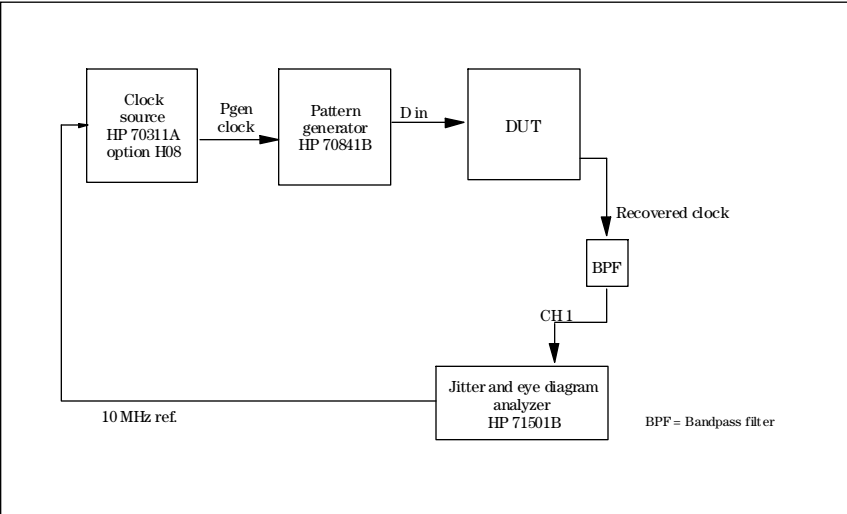 Clock
source
HP 70311A
option H08
Pgen
clock
Pattern
generator
HP 70841B
D in
DUT
Recovered clock
BPF
CH 1
Jitter and eye diagram
analyzer
HP 71501B
10 MHz ref.
BPF = Bandpass filter